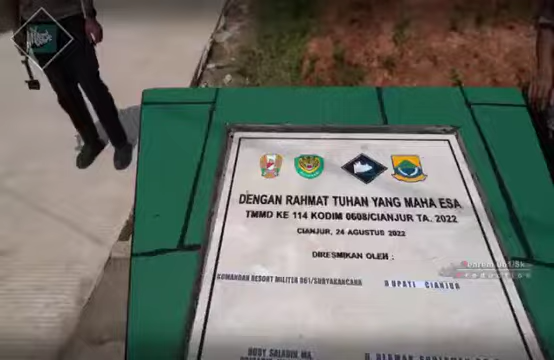 DENGAN RAHMAT TUHAN YANG MAHA ESA
TMMD KE 114 KODIM 0608/CIANJUR TA. 2022
CIANJUR, 24 AGUSTUS 2022
DIRESMIKAN OLEH :
KOMANDAN RESORT MILITER 061/SURYAKANCANA
BUPATI CIANJUR